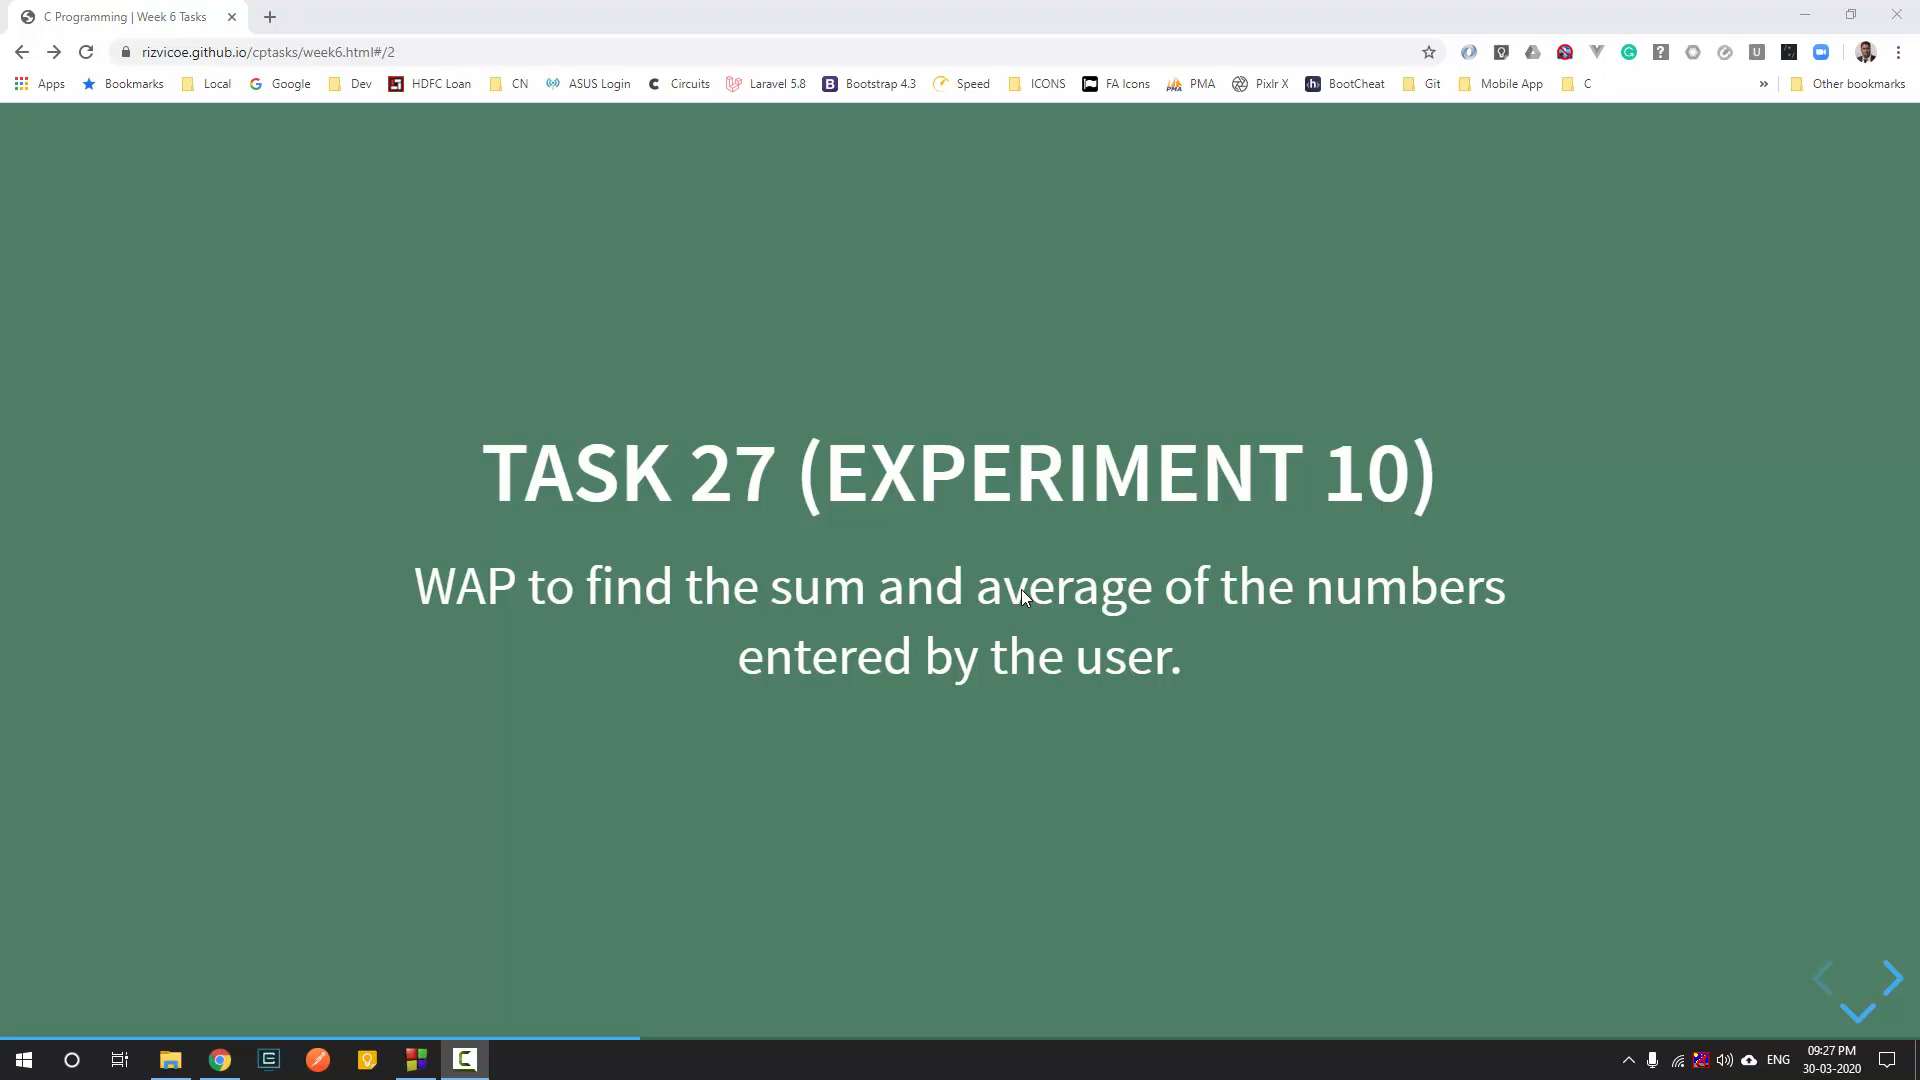 C Programming | Week 6 Tasks
rizvicoe.github.io/cptasks/week6.html#/2
Apps Bookmarks Local Google Dev HDFC Loan CN ASUS Login Circuits Laravel 5.8 Bootstrap 4.3 Speed ICONS FA Icons PMA Pixlr X BootCheat Git Mobile App C » Other bookmarks
TASK 27 (EXPERIMENT 10)
WAP to find the sum and average of the numbers
entered by the user.
ENG
09:27 PM
30-03-2020